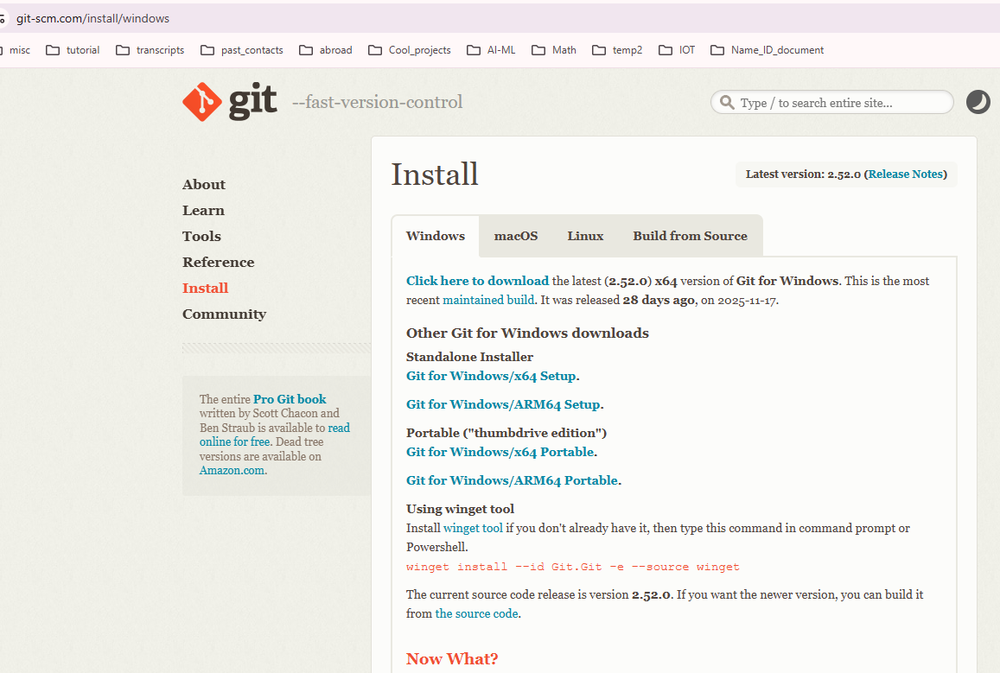 git-scm.com/install/windows
misc tutorial transcripts past_contacts abroad Cool_projects AI-ML Math temp2 IOT Name_ID_document
git --fast-version-control
Type / to search entire site...
About
Learn
Tools
Reference
Install
Community
The entire Pro Git book
written by Scott Chacon and
Ben Straub is available to read
online for free. Dead tree
versions are available on
Amazon.com.
Install
Latest version: 2.52.0 (Release Notes)
Windows macOS Linux Build from Source
Click here to download the latest (2.52.0) x64 version of Git for Windows. This is the most
recent maintained build. It was released 28 days ago, on 2025-11-17.
Other Git for Windows downloads
Standalone Installer
Git for Windows/x64 Setup.
Git for Windows/ARM64 Setup.
Portable ("thumbdrive edition")
Git for Windows/x64 Portable.
Git for Windows/ARM64 Portable.
Using winget tool
Install winget tool if you don't already have it, then type this command in command prompt or
Powershell.
winget install --id Git.Git -e --source winget
The current source code release is version 2.52.0. If you want the newer version, you can build it
from the source code.
Now What?